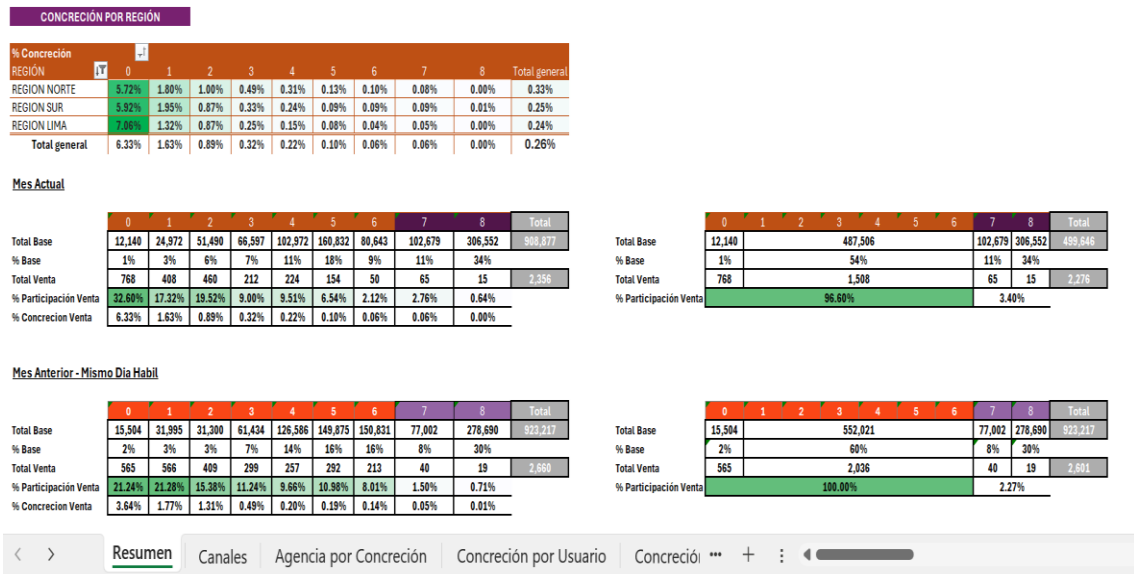 CONCRECIÓN POR REGIÓN
% Concreción
REGIÓN 0 1 2 3 4 5 6 7 8 Total general
REGION NORTE 5.72% 1.80% 1.00% 0.49% 0.31% 0.13% 0.10% 0.08% 0.00% 0.33%
REGION SUR 5.92% 1.95% 0.87% 0.33% 0.24% 0.09% 0.09% 0.09% 0.01% 0.25%
REGION LIMA 7.06% 1.32% 0.87% 0.25% 0.15% 0.08% 0.04% 0.05% 0.00% 0.24%
Total general 6.33% 1.63% 0.89% 0.32% 0.22% 0.10% 0.06% 0.06% 0.00% 0.26%
Mes Actual
0 1 2 3 4 5 6 7 8 Total
Total Base 12,140 24,972 51,490 66,597 102,972 160,832 80,643 102,679 306,552 908,877
% Base 1% 3% 6% 7% 11% 18% 9% 11% 34%
Total Venta 768 408 460 212 224 154 50 65 15 2,356
% Participación Venta 32.60% 17.32% 19.52% 9.00% 9.51% 6.54% 2.12% 2.76% 0.64%
% Concrecion Venta 6.33% 1.63% 0.89% 0.32% 0.22% 0.10% 0.06% 0.06% 0.00%
0 1 2 3 4 5 6 7 8 Total
Total Base 12,140 487,506 102,679 306,552 499,646
% Base 1% 54% 11% 34%
Total Venta 768 1,508 65 15 2,276
% Participación Venta 96.60% 3.40%
Mes Anterior - Mismo Dia Habil
0 1 2 3 4 5 6 7 8 Total
Total Base 15,504 31,995 31,300 61,434 126,586 149,875 150,831 77,002 278,690 923,217
% Base 2% 3% 3% 7% 14% 16% 16% 8% 30%
Total Venta 565 566 409 299 257 292 213 40 19 2,660
% Participación Venta 21.24% 21.28% 15.38% 11.24% 9.66% 10.98% 8.01% 1.50% 0.71%
% Concrecion Venta 3.64% 1.77% 1.31% 0.49% 0.20% 0.19% 0.14% 0.05% 0.01%
0 1 2 3 4 5 6 7 8 Total
Total Base 15,504 552,021 77,002 278,690 923,217
% Base 2% 60% 8% 30%
Total Venta 565 2,036 40 19 2,601
% Participación Venta 100.00% 2.27%
Resumen Canales Agencia por Concreción Concreción por Usuario Concreció